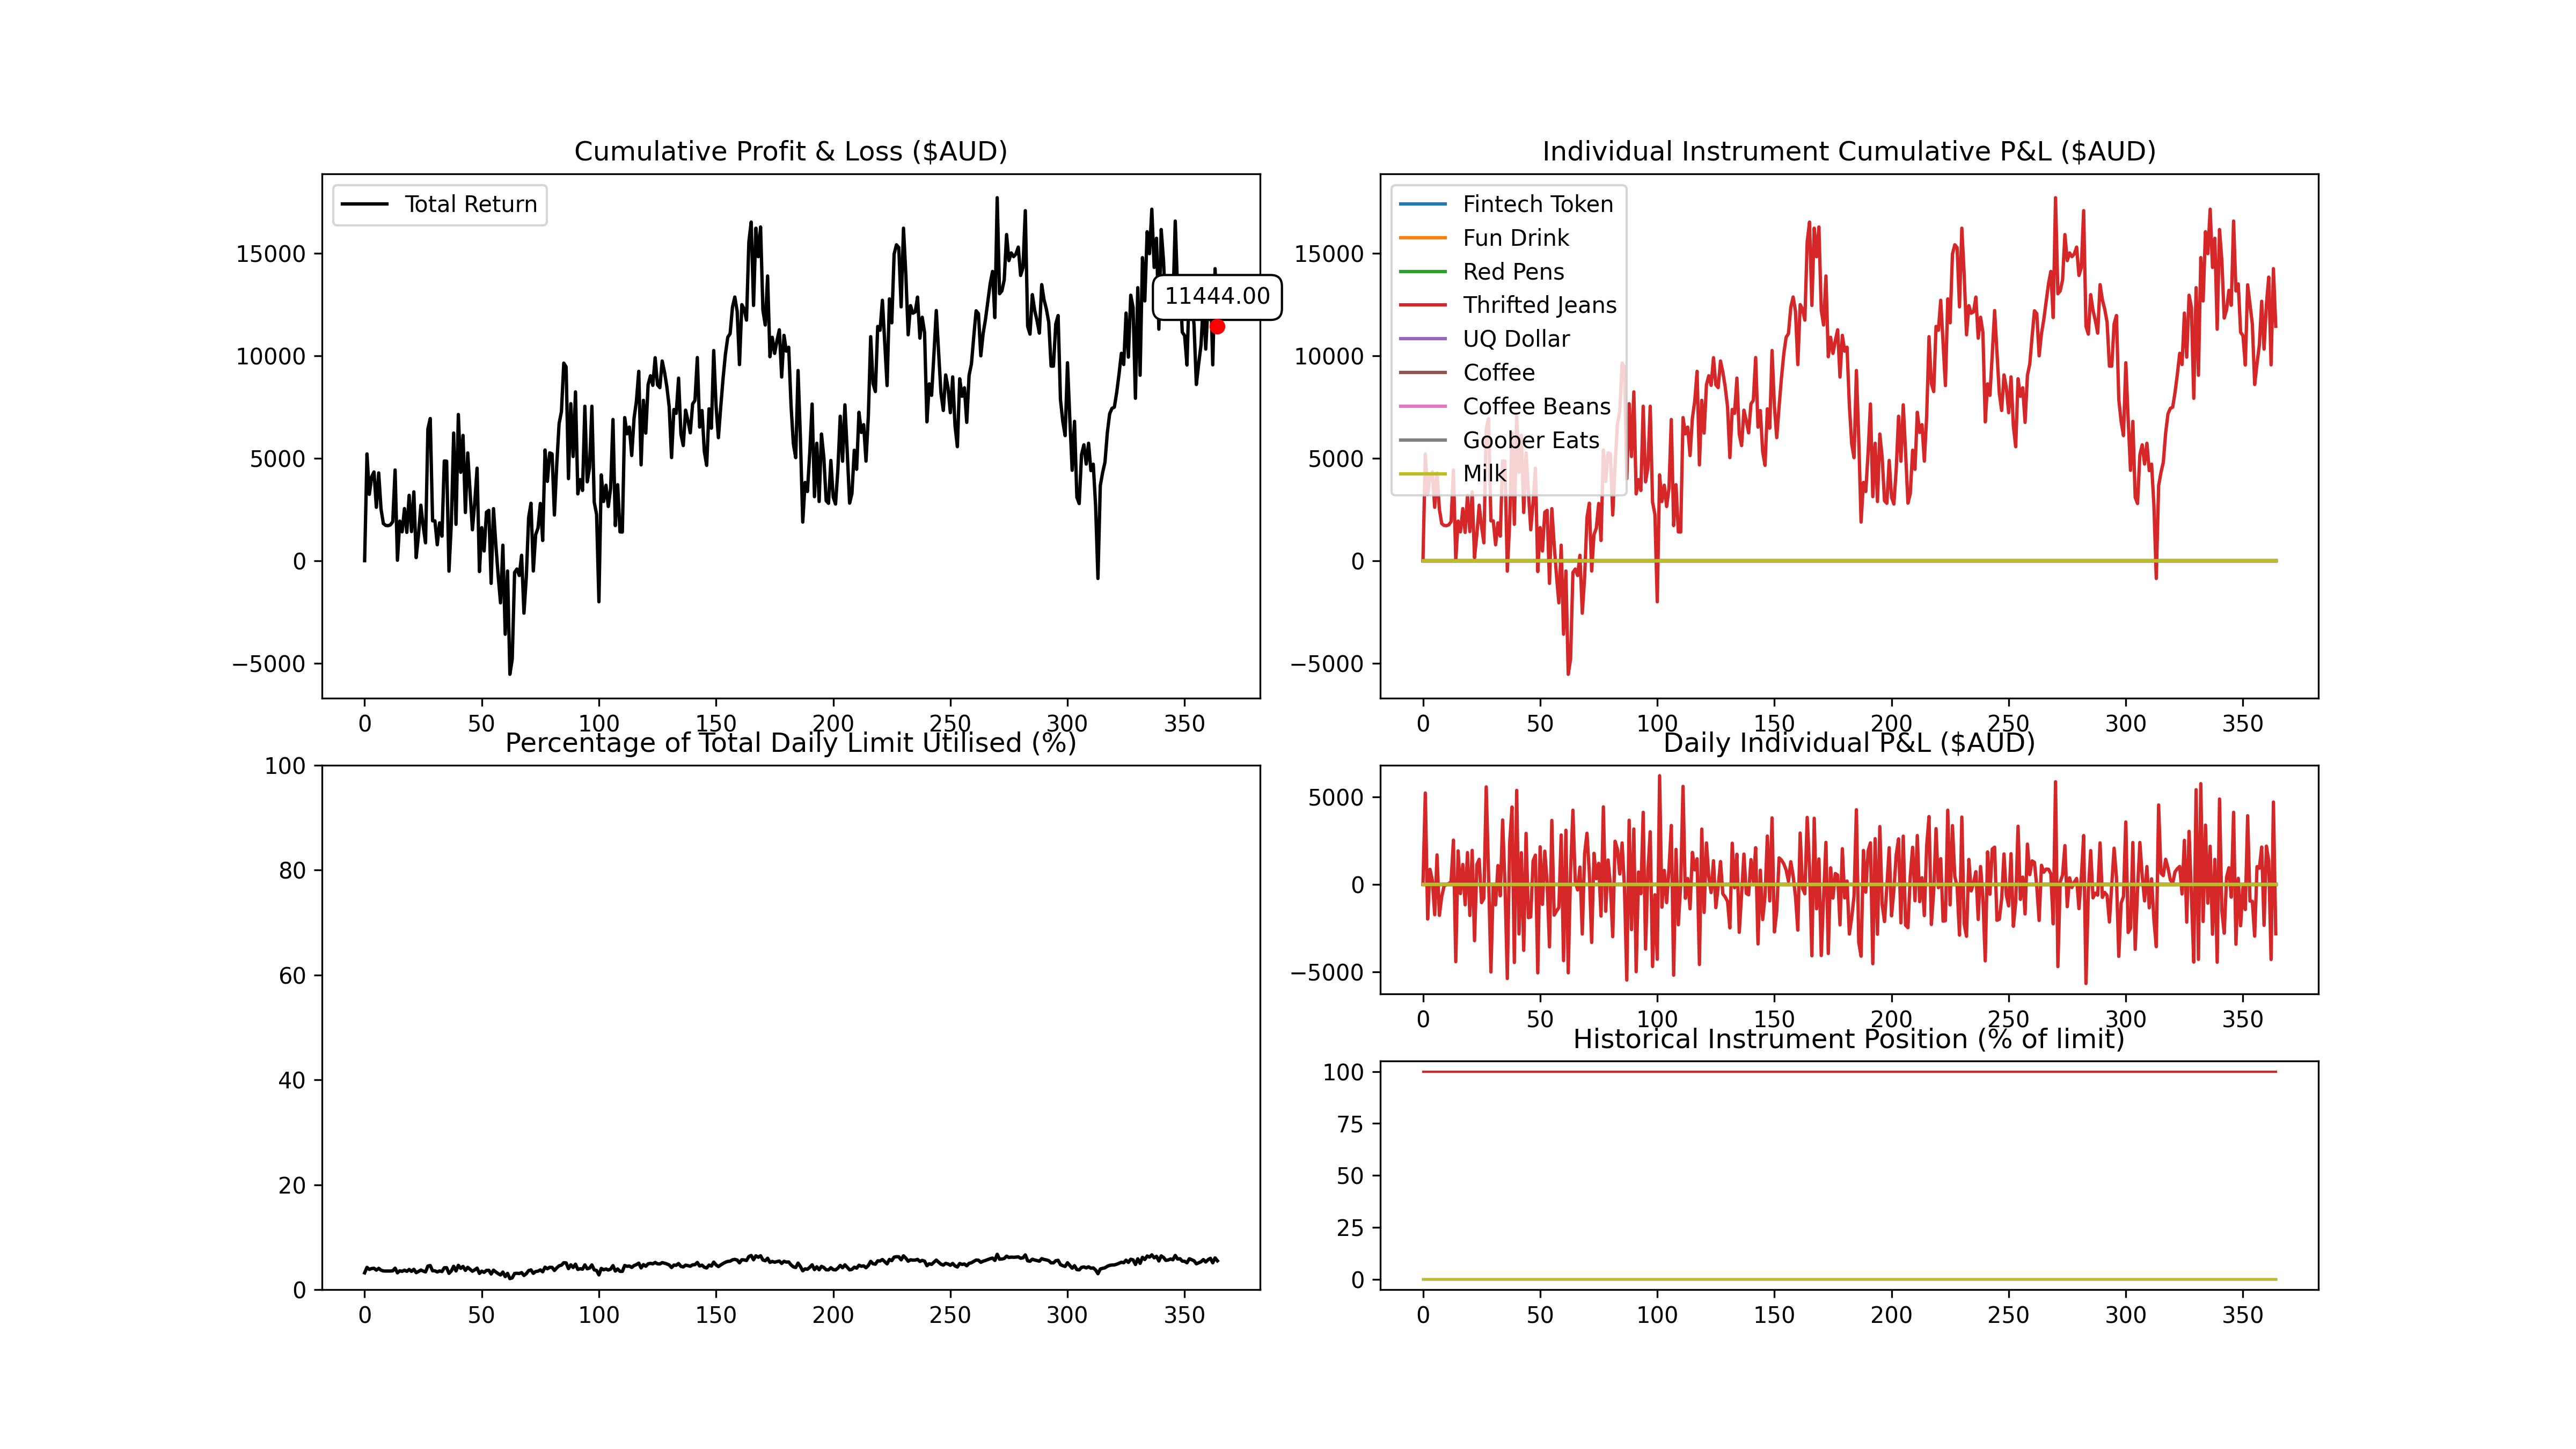 Cumulative Profit & Loss ($AUD)
Total Return
15000
10000
5000
0
−5000
11444.00
0 50 100 150 200 250 300 350
Individual Instrument Cumulative P&L ($AUD)
Fintech Token
Fun Drink
Red Pens
Thrifted Jeans
UQ Dollar
Coffee
Coffee Beans
Goober Eats
Milk
15000
10000
5000
0
−5000
0 50 100 150 200 250 300 350
Percentage of Total Daily Limit Utilised (%)
100
80
60
40
20
0
0 50 100 150 200 250 300 350
Daily Individual P&L ($AUD)
5000
0
−5000
0 50 100 150 200 250 300 350
Historical Instrument Position (% of limit)
100
75
50
25
0
0 50 100 150 200 250 300 350